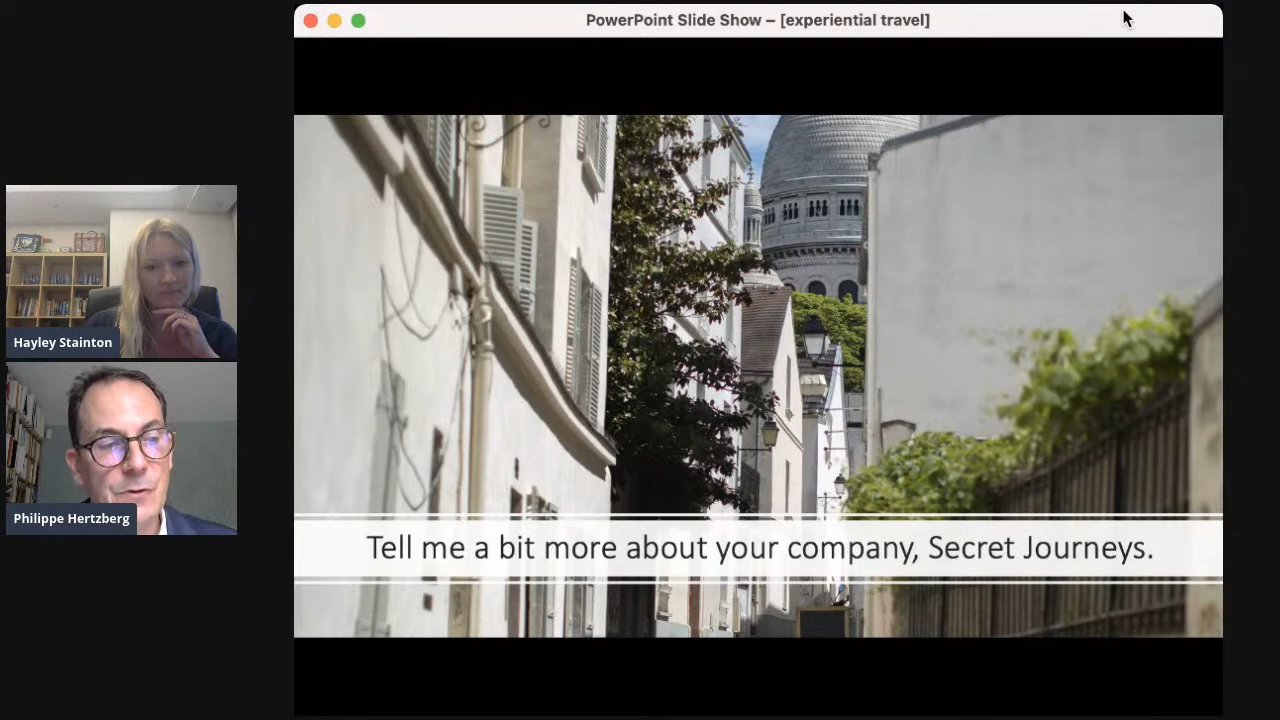 PowerPoint Slide Show – [experiential travel]
Hayley Stainton
Philippe Hertzberg
Tell me a bit more about your company, Secret Journeys.